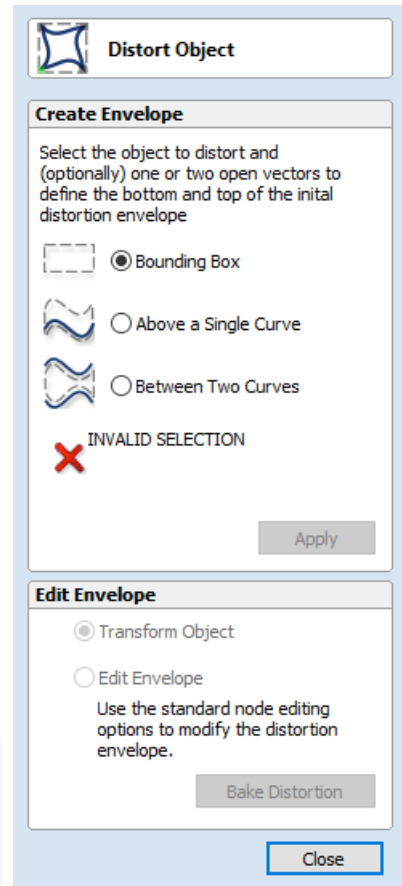 Distort Object
Create Envelope
Select the object to distort and
(optionally) one or two open vectors to
define the bottom and top of the inital
distortion envelope
Bounding Box
Above a Single Curve
Between Two Curves
INVALID SELECTION
Apply
Edit Envelope
Transform Object
Edit Envelope
Use the standard node editing
options to modify the distortion
envelope.
Bake Distortion
Close